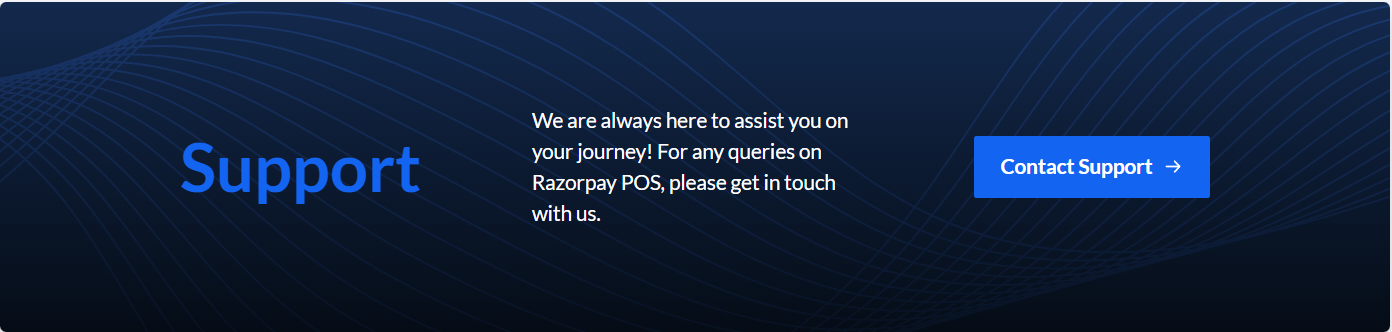 Support
We are always here to assist you on
your journey! For any queries on
Razorpay POS, please get in touch
with us.
Contact Support →